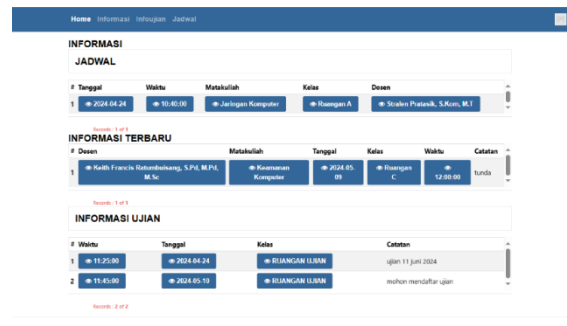 Home Informasi Infoujian Jadwal
INFORMASI
JADWAL
# Tanggal Waktu Matakuliah Kelas Dosen
1 2024-04-24 10:40:00 Jaringan Komputer Ruangan A Stralen Pratasik, S.Kom, M.T
Records : 1 of 1
INFORMASI TERBARU
# Dosen Matakuliah Tanggal Kelas Waktu Catatan
1 Keith Francis Ratumbuisang, S.Pd, M.Pd, M.Sc Keamanan Komputer 2024-05-09 Ruangan C 12:00:00 tunda
Records : 1 of 1
INFORMASI UJIAN
# Waktu Tanggal Kelas Catatan
1 11:25:00 2024-04-24 RUANGAN UJIAN ujian 11 juni 2024
2 11:45:00 2024-05-10 RUANGAN UJIAN mohon mendaftar ujian
Records : 2 of 2